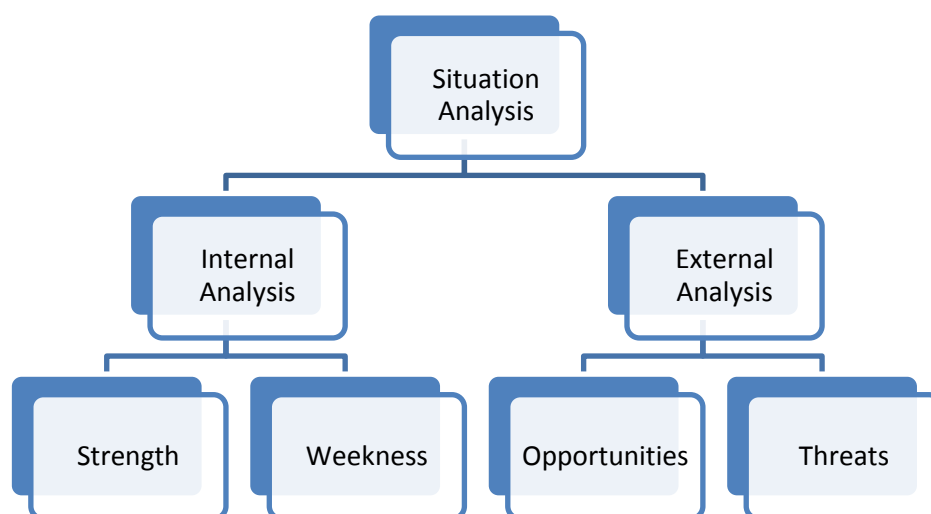 Situation
Analysis
Internal
Analysis
External
Analysis
Strength
Weekness
Opportunities
Threats